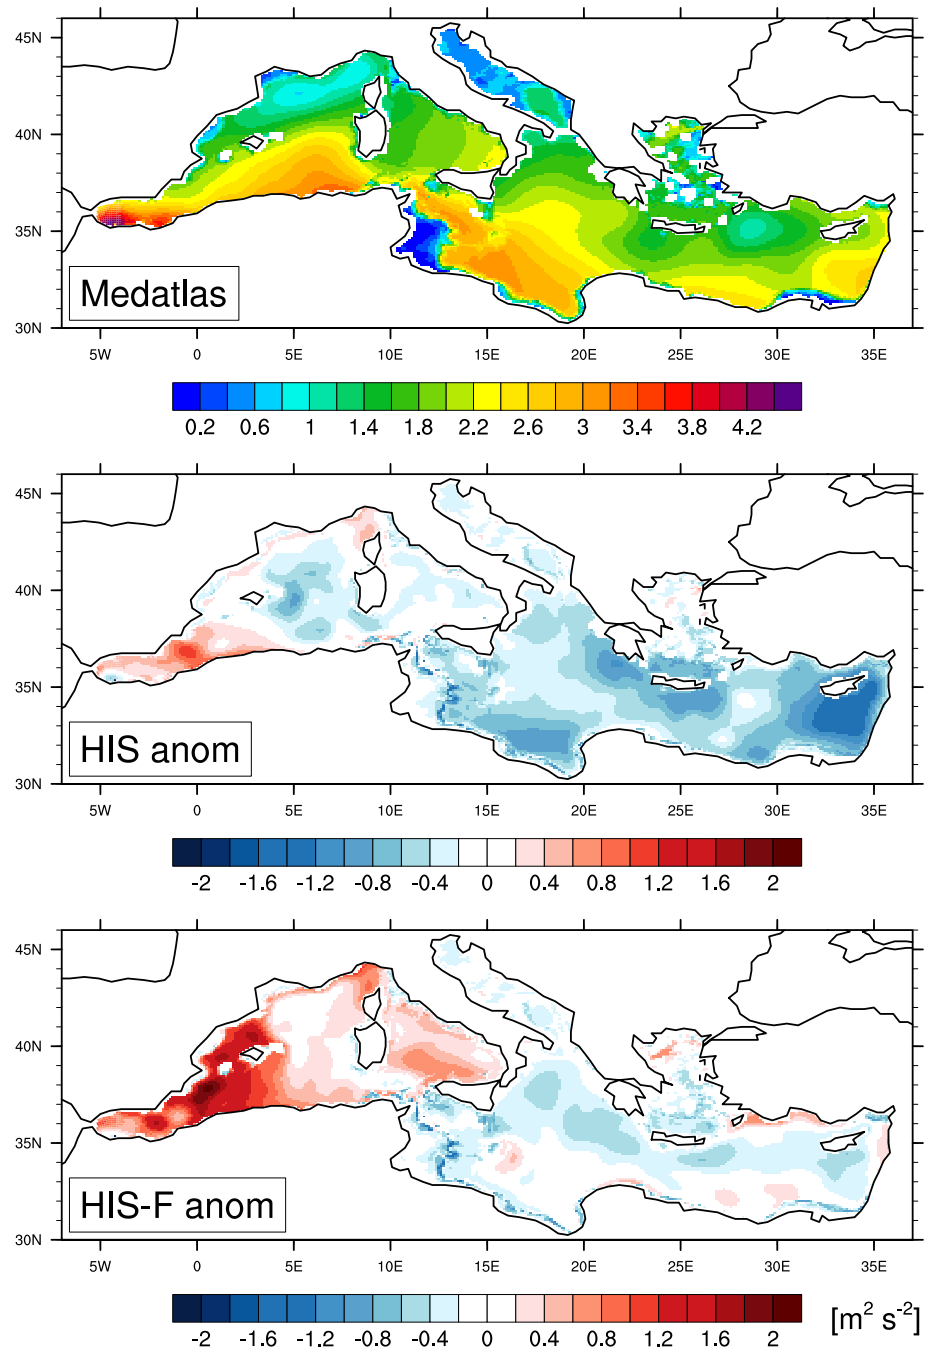 45N
40N
35N
30N
Medatlas
5W 0 5E 10E 15E 20E 25E 30E 35E
0.2 0.6 1 1.4 1.8 2.2 2.6 3 3.4 3.8 4.2
45N
40N
35N
30N
HIS anom
5W 0 5E 10E 15E 20E 25E 30E 35E
-2 -1.6 -1.2 -0.8 -0.4 0 0.4 0.8 1.2 1.6 2
45N
40N
35N
30N
HIS-F anom
5W 0 5E 10E 15E 20E 25E 30E 35E
-2 -1.6 -1.2 -0.8 -0.4 0 0.4 0.8 1.2 1.6 2
[m² s⁻²]